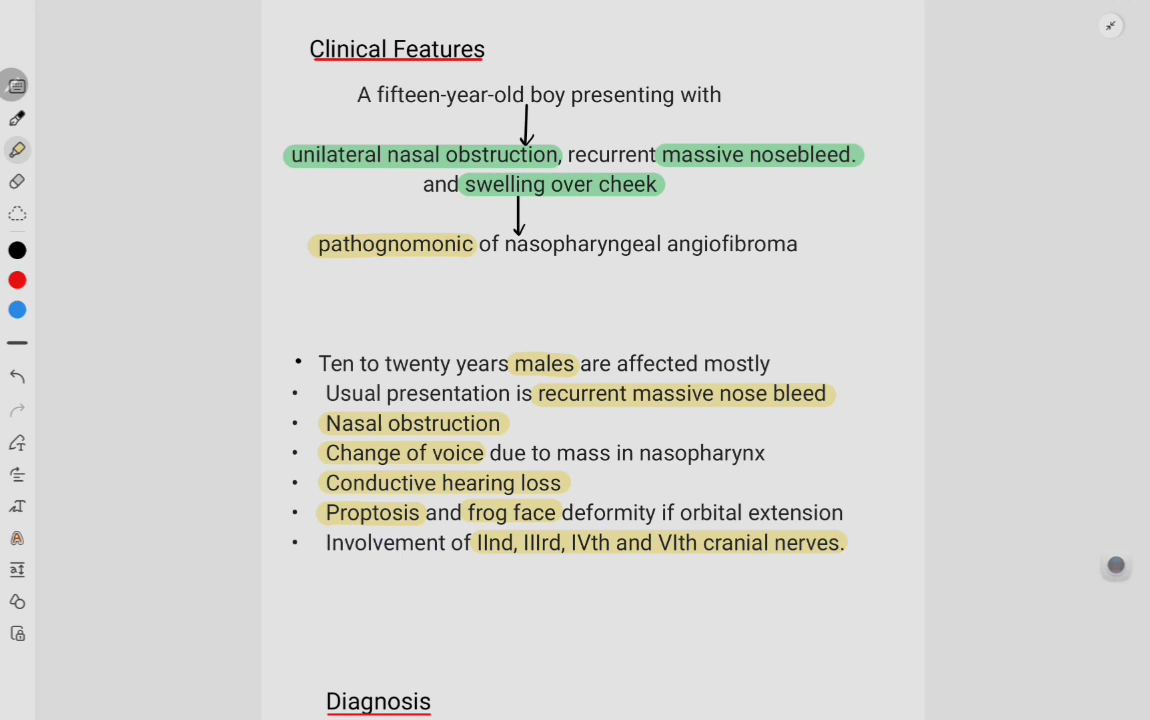 Clinical Features
A fifteen-year-old boy presenting with
unilateral nasal obstruction, recurrent massive nosebleed.
and swelling over cheek
pathognomonic of nasopharyngeal angiofibroma
• Ten to twenty years males are affected mostly
• Usual presentation is recurrent massive nose bleed
• Nasal obstruction
• Change of voice due to mass in nasopharynx
• Conductive hearing loss
• Proptosis and frog face deformity if orbital extension
• Involvement of IInd, IIIrd, IVth and VIth cranial nerves.
Diagnosis